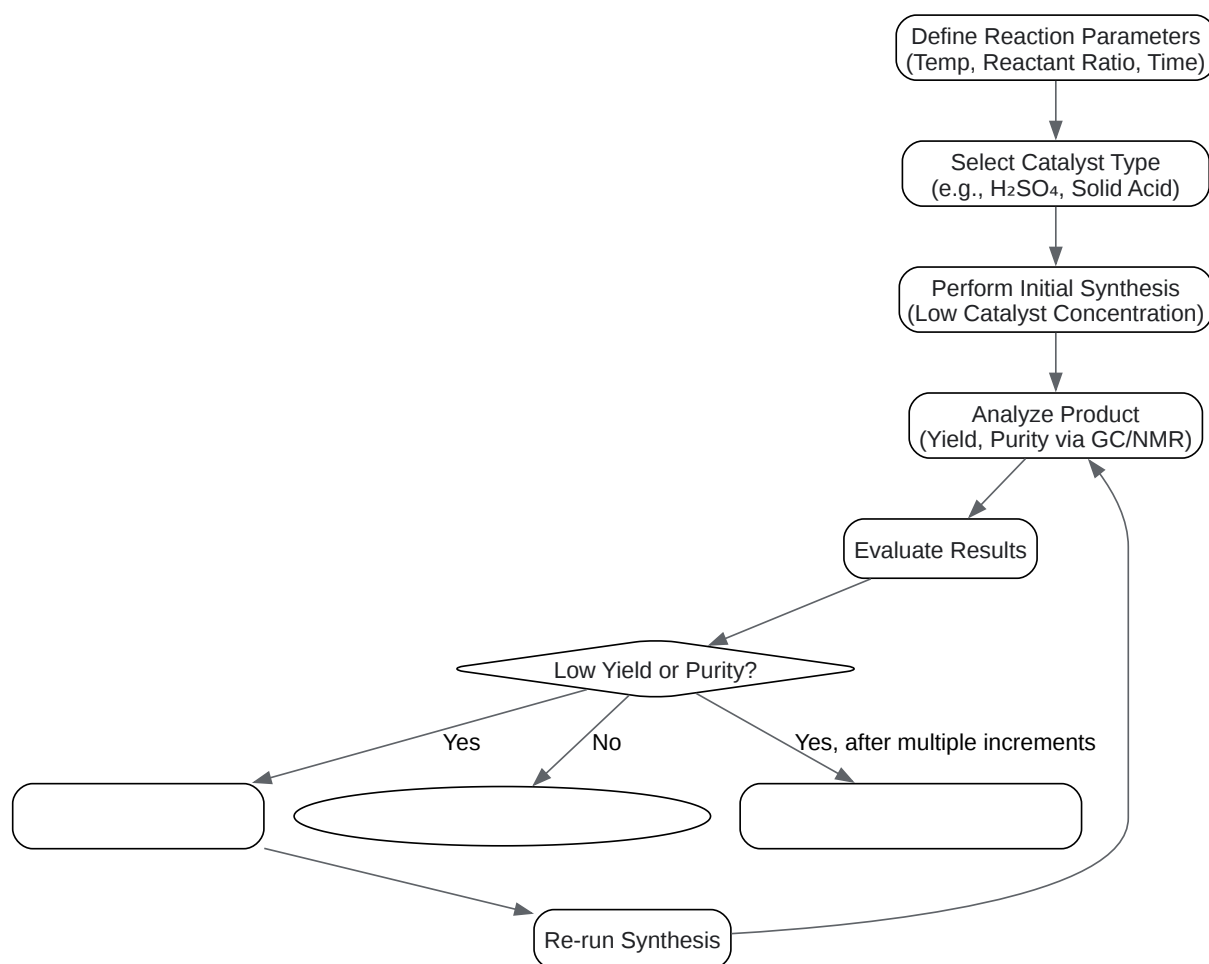 Define Reaction Parameters
(Temp, Reactant Ratio, Time)
Select Catalyst Type
(e.g., H₂SO₄, Solid Acid)
Perform Initial Synthesis
(Low Catalyst Concentration)
Analyze Product
(Yield, Purity via GC/NMR)
Evaluate Results
Low Yield or Purity?
Yes
No
Yes, after multiple increments
Re-run Synthesis